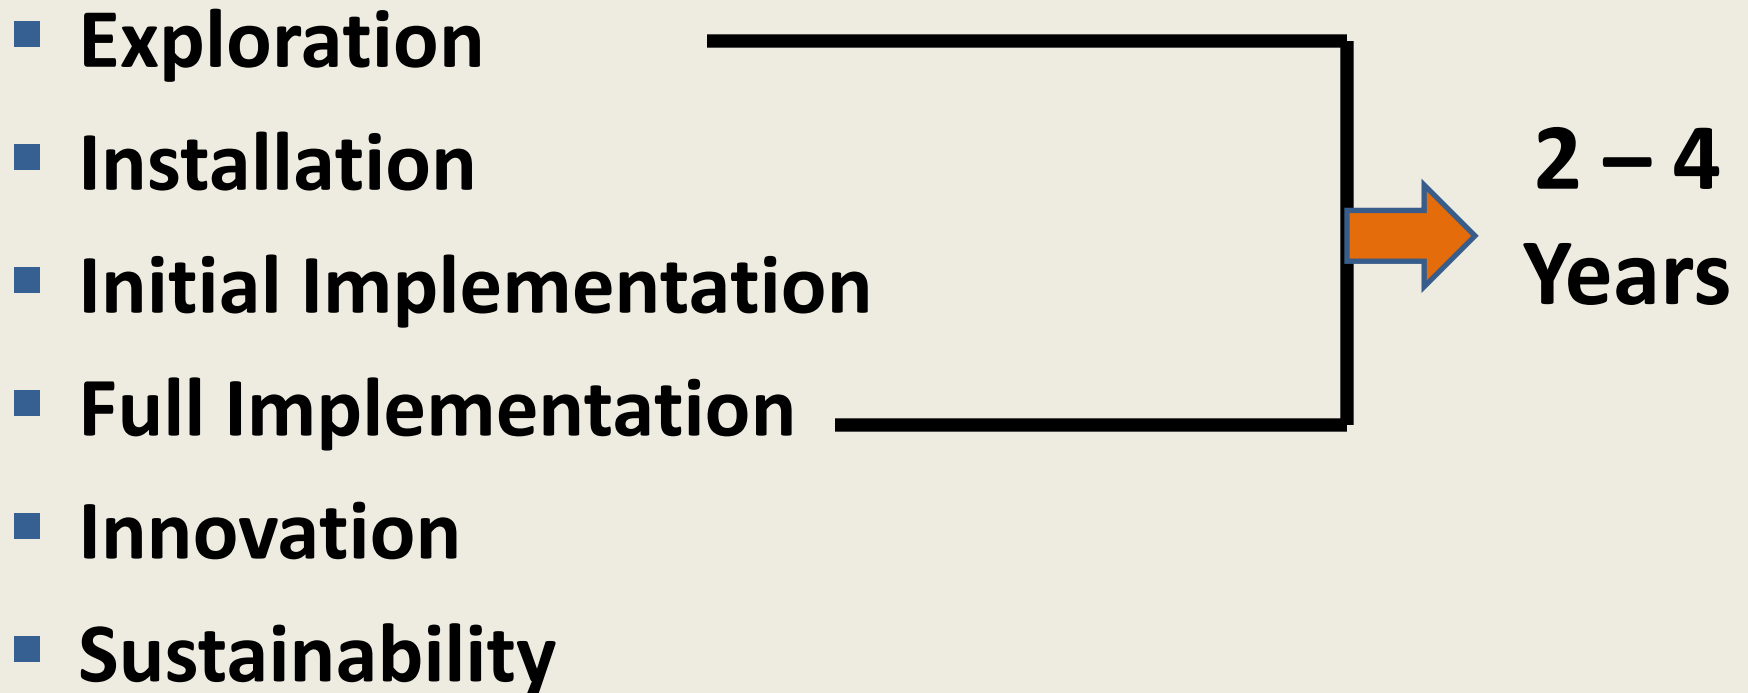 Exploration
Installation
Initial Implementation
Full Implementation
Innovation
Sustainability
2 – 4
Years